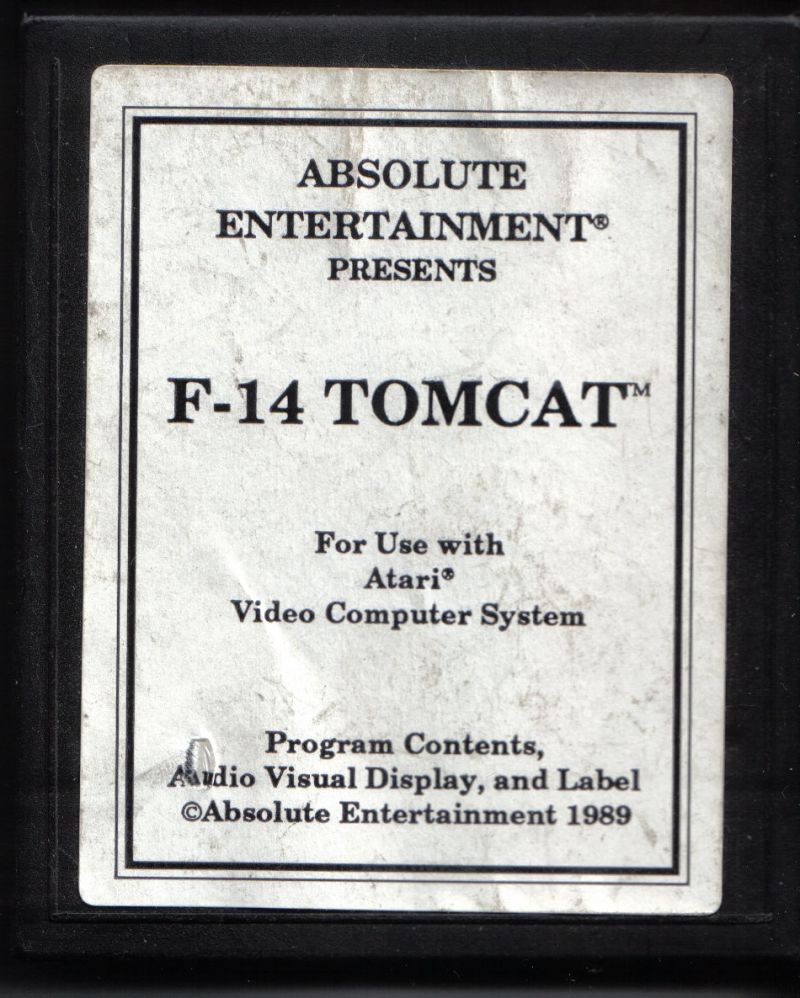 ABSOLUTE
ENTERTAINMENT®
PRESENTS
F-14 TOMCAT™
For Use with
Atari®
Video Computer System
Program Contents,
Audio Visual Display, and Label
©Absolute Entertainment 1989